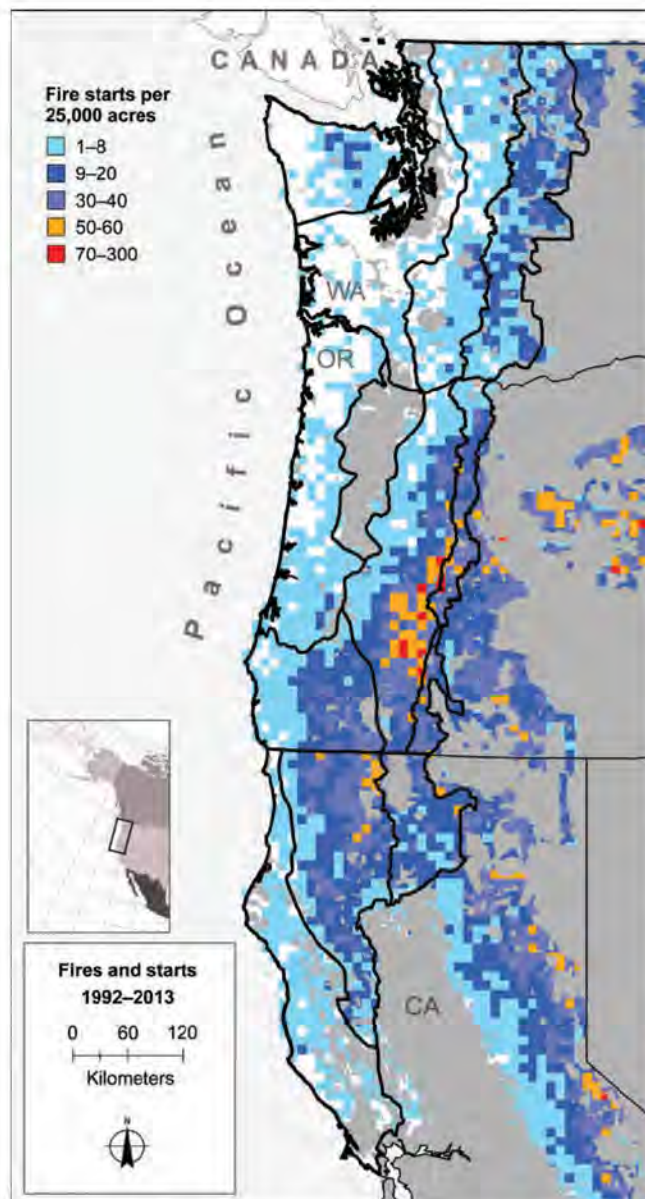 CANADA
Fire starts per
25,000 acres
1–8
9–20
30–40
50-60
70–300
Pacific Ocean
WA
OR
CA
Fires and starts
1992–2013
0 60 120
Kilometers
N